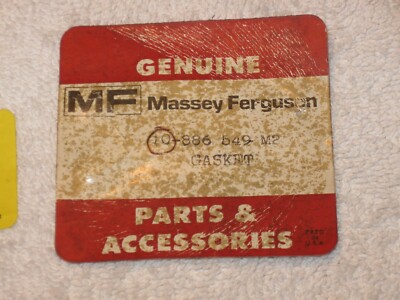 GENUINE
MF Massey Ferguson
10-886 549 M2
GASKET
PARTS &
ACCESSORIES